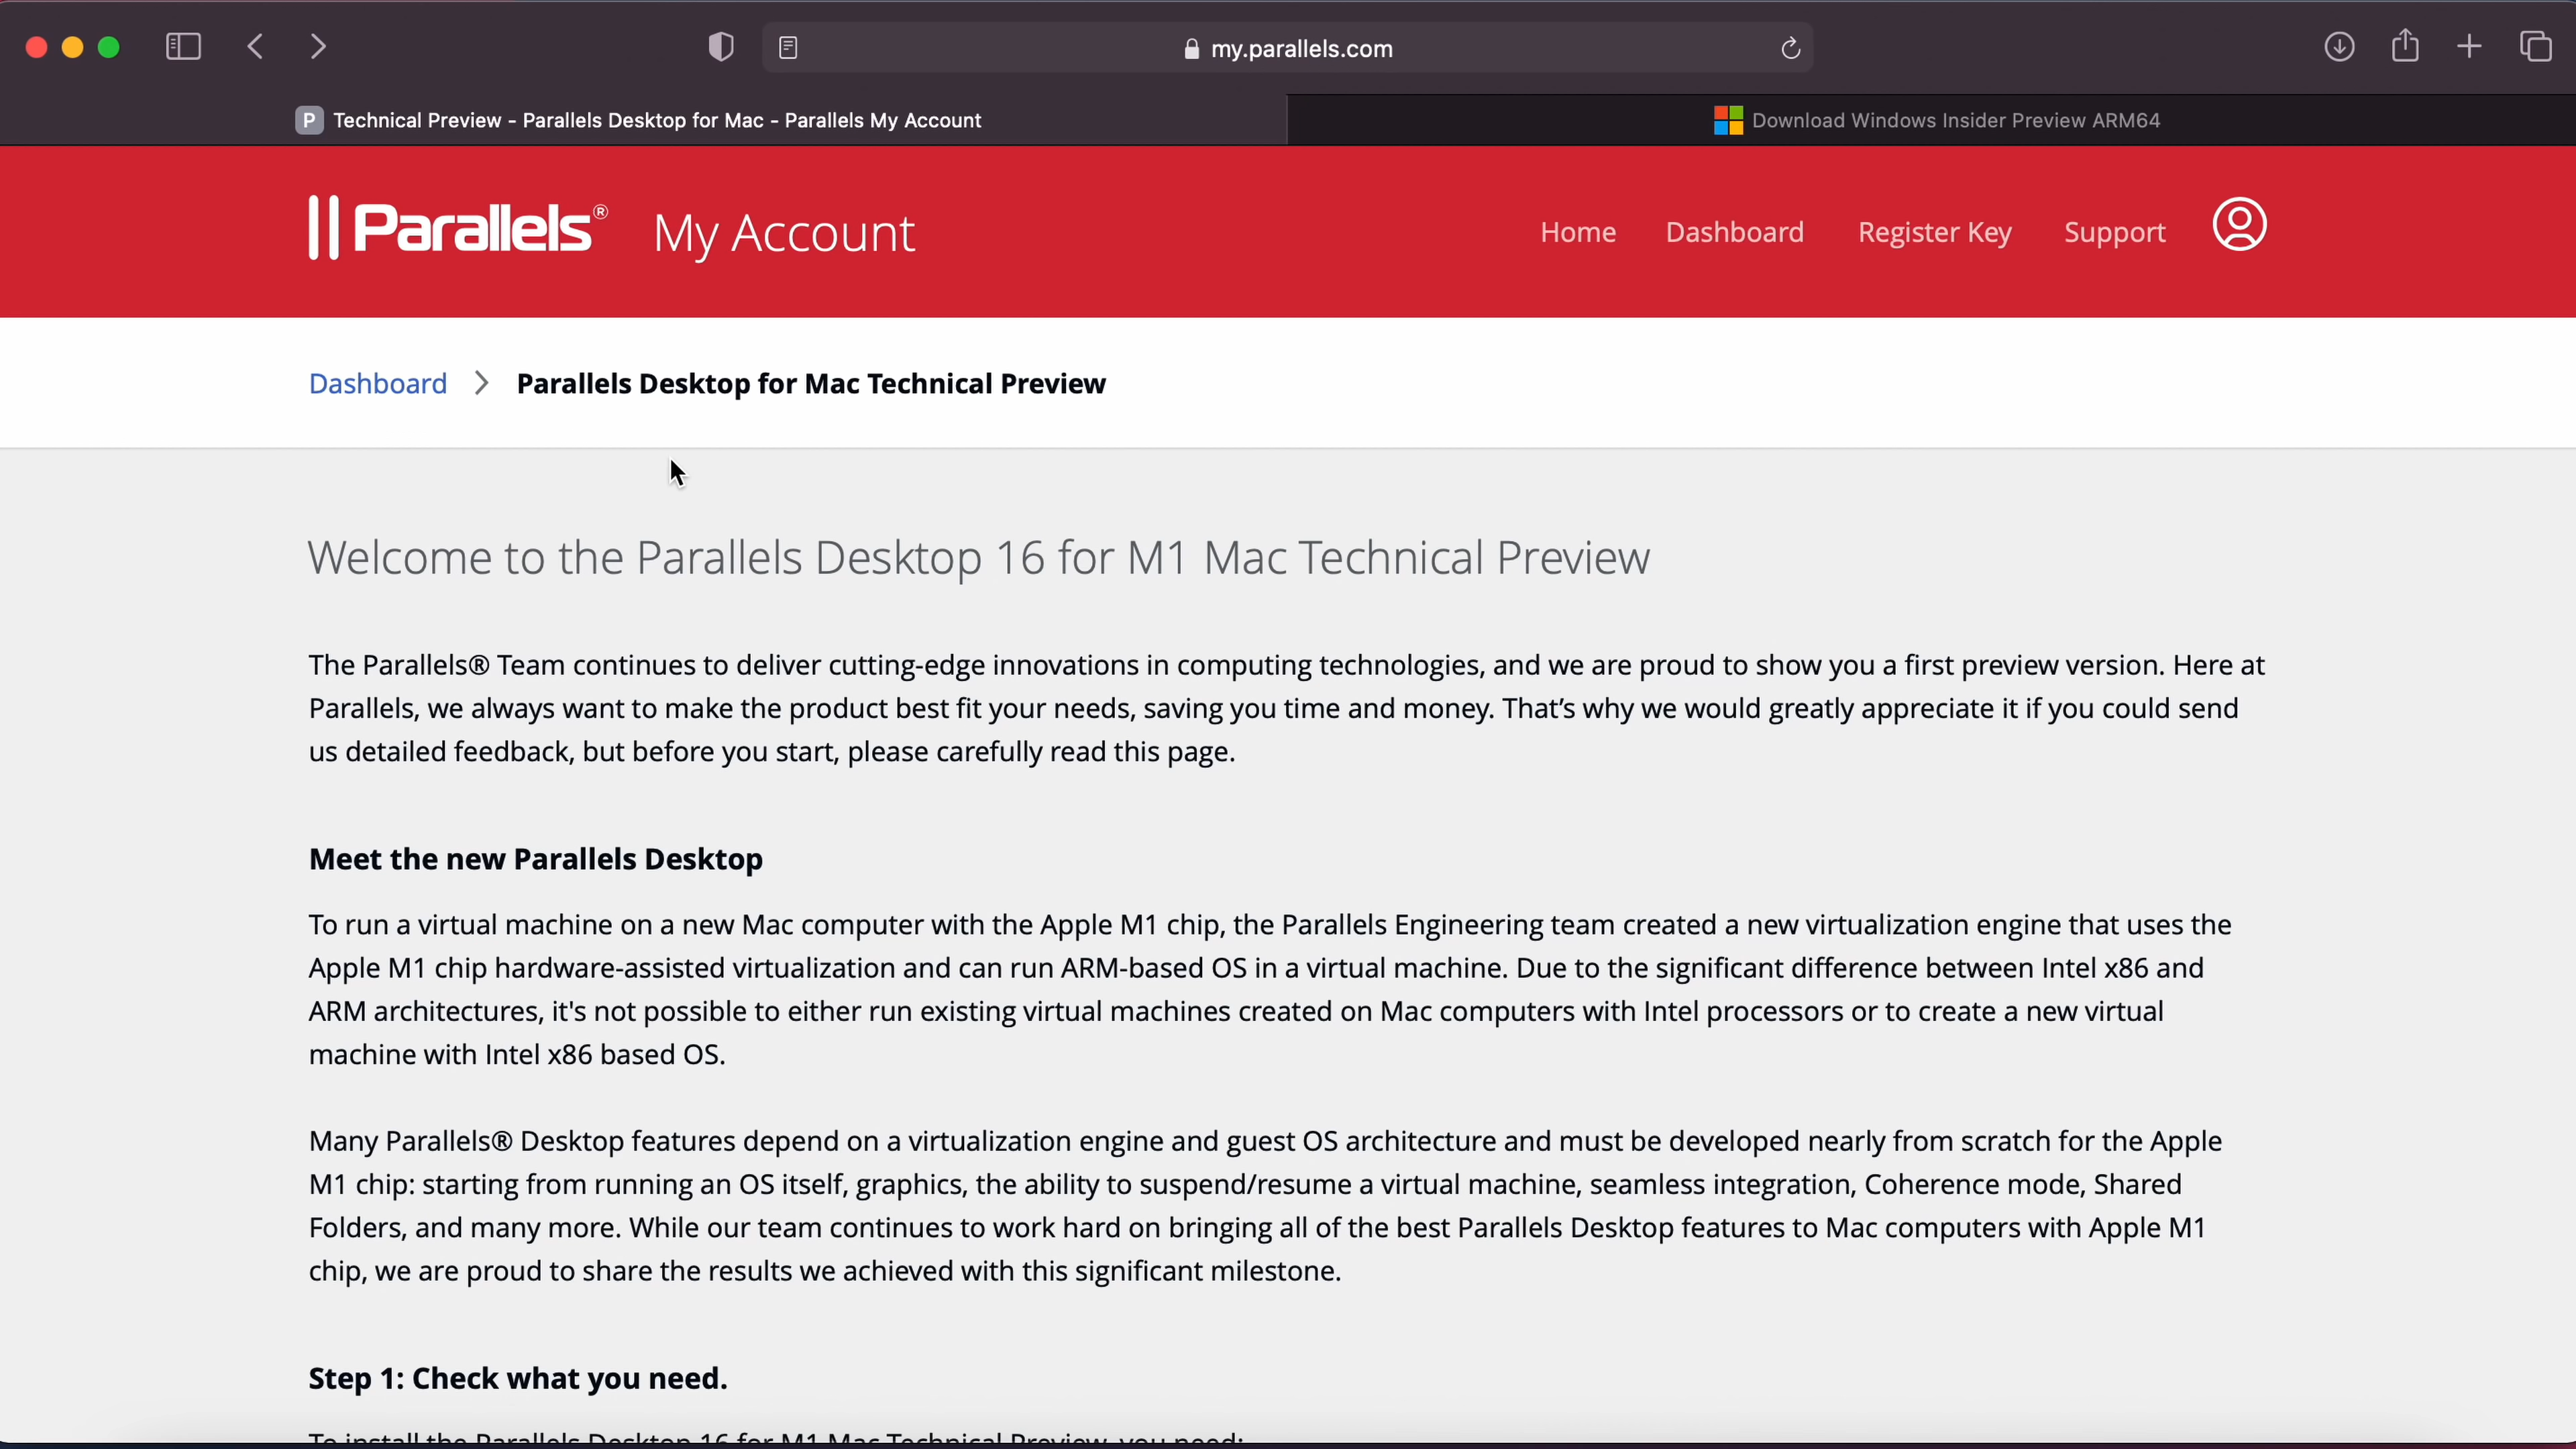 my.parallels.com
P Technical Preview - Parallels Desktop for Mac - Parallels My Account
Download Windows Insider Preview ARM64
Parallels® My Account
Home Dashboard Register Key Support
Dashboard > Parallels Desktop for Mac Technical Preview
Welcome to the Parallels Desktop 16 for M1 Mac Technical Preview
The Parallels® Team continues to deliver cutting-edge innovations in computing technologies, and we are proud to show you a first preview version. Here at
Parallels, we always want to make the product best fit your needs, saving you time and money. That’s why we would greatly appreciate it if you could send
us detailed feedback, but before you start, please carefully read this page.
Meet the new Parallels Desktop
To run a virtual machine on a new Mac computer with the Apple M1 chip, the Parallels Engineering team created a new virtualization engine that uses the
Apple M1 chip hardware-assisted virtualization and can run ARM-based OS in a virtual machine. Due to the significant difference between Intel x86 and
ARM architectures, it's not possible to either run existing virtual machines created on Mac computers with Intel processors or to create a new virtual
machine with Intel x86 based OS.
Many Parallels® Desktop features depend on a virtualization engine and guest OS architecture and must be developed nearly from scratch for the Apple
M1 chip: starting from running an OS itself, graphics, the ability to suspend/resume a virtual machine, seamless integration, Coherence mode, Shared
Folders, and many more. While our team continues to work hard on bringing all of the best Parallels Desktop features to Mac computers with Apple M1
chip, we are proud to share the results we achieved with this significant milestone.
Step 1: Check what you need.
To install the Parallels Desktop 16 for M1 Mac Technical Preview, you need: